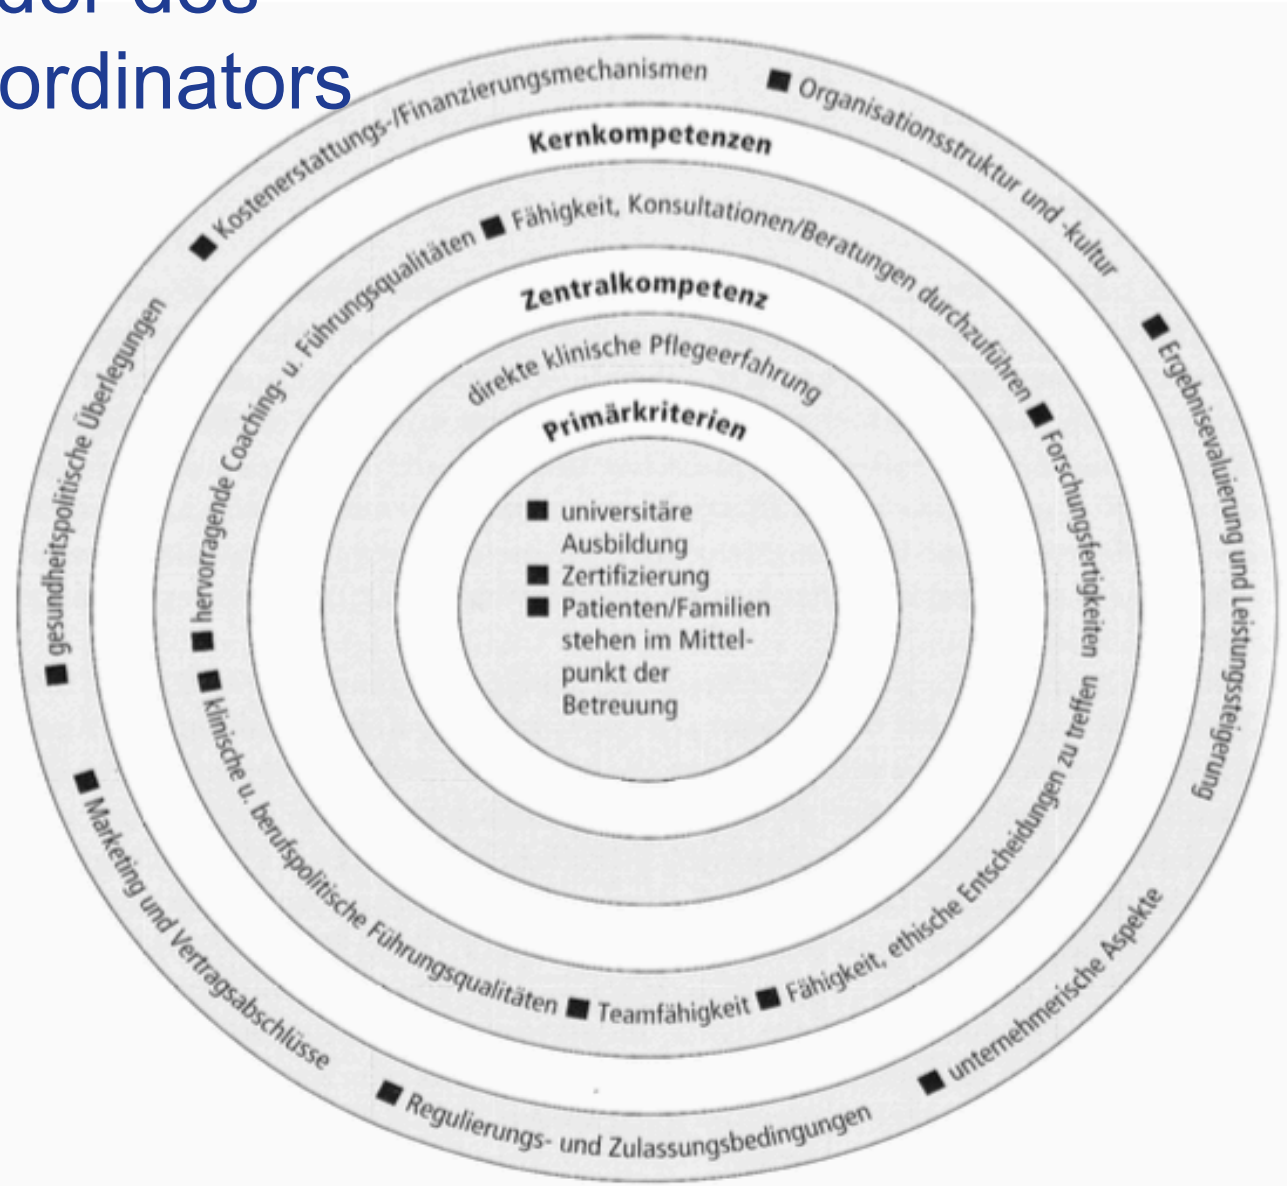 der des
ordinators
■ Kostenerstattungs-/Finanzierungsmechanismen
■ Organisationsstruktur und -kultur
■ Ergebnisevaluierung und Leistungssteigerung
■ unternehmerische Aspekte
■ Regulierungs- und Zulassungsbedingungen
■ Marketing und Vertragsabschlüsse
■ gesundheitspolitische Überlegungen
Kernkompetenzen
■ hervorragende Coaching- u. Führungsqualitäten
■ Fähigkeit, Konsultationen/Beratungen durchzuführen
■ Forschungsfertigkeiten
■ Fähigkeit, ethische Entscheidungen zu treffen
■ Teamfähigkeit
■ klinische u. berufspolitische Führungsqualitäten
Zentralkompetenz
direkte klinische Pflegeerfahrung
Primärkriterien
■ universitäre
Ausbildung
■ Zertifizierung
■ Patienten/Familien
stehen im Mittel-
punkt der
Betreuung